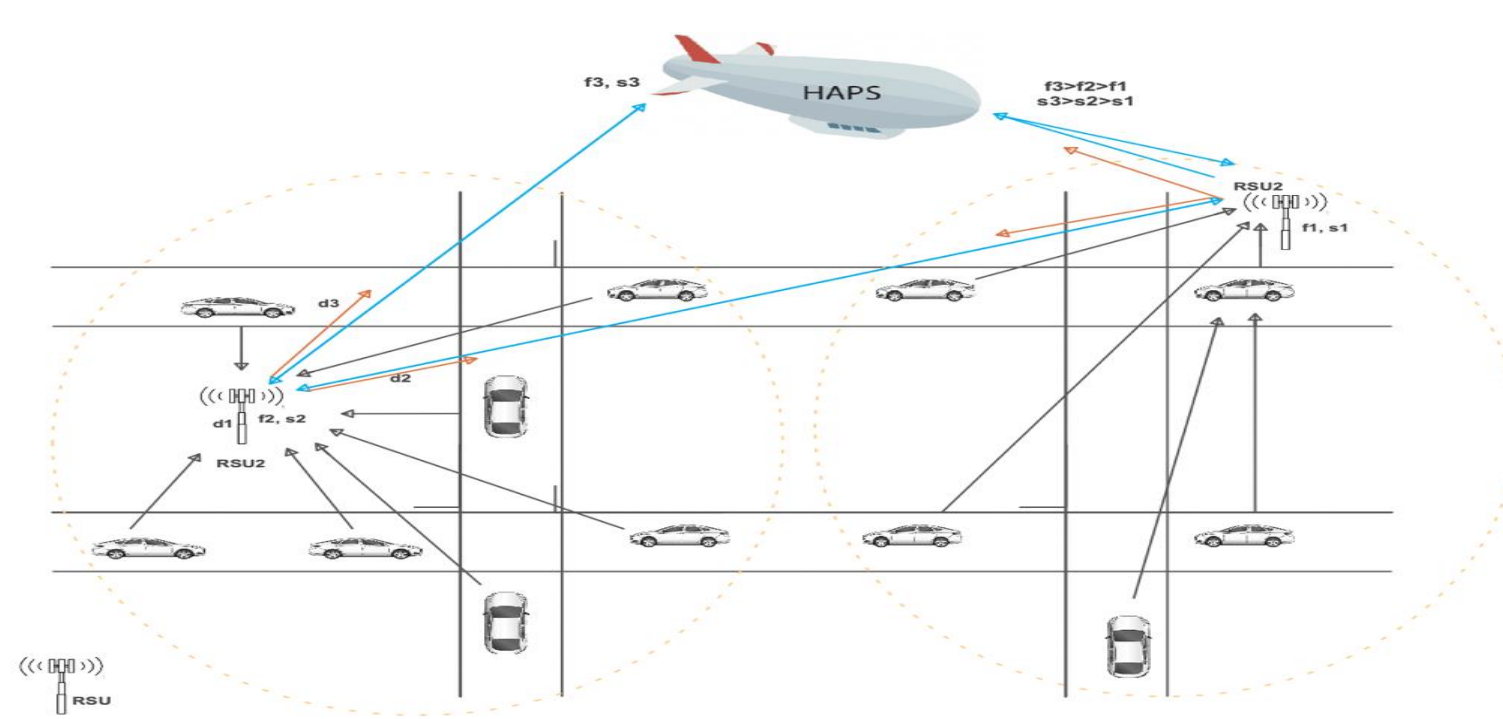 f3, s3
HAPS
f3>f2>f1
s3>s2>s1
RSU2
f1, s1
d3
d2
d1
f2, s2
RSU2
RSU